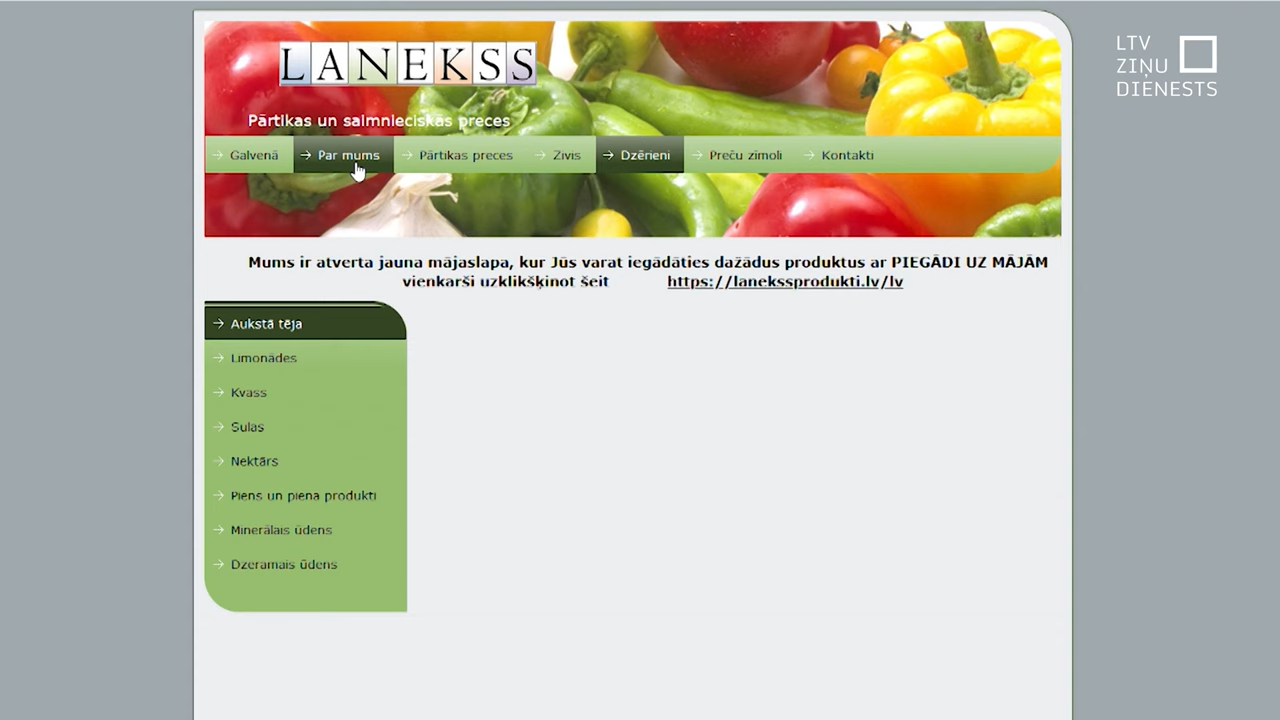 LANEKSS
Pārtikas un saimnieciskās preces
Galvenā Par mums Pārtikas preces Zivis Dzērieni Preču zīmoli Kontakti
Mums ir atvērta jauna mājaslapa, kur Jūs varat iegādāties dažādus produktus ar PIEGĀDI UZ MĀJĀM
vienkārši uzklikšķinot šeit https://lanekssprodukti.lv/lv
Aukstā tēja
Limonādes
Kvass
Sulas
Nektārs
Piens un piena produkti
Minerālais ūdens
Dzeramais ūdens
LTV
ZIŅU
DIENESTS